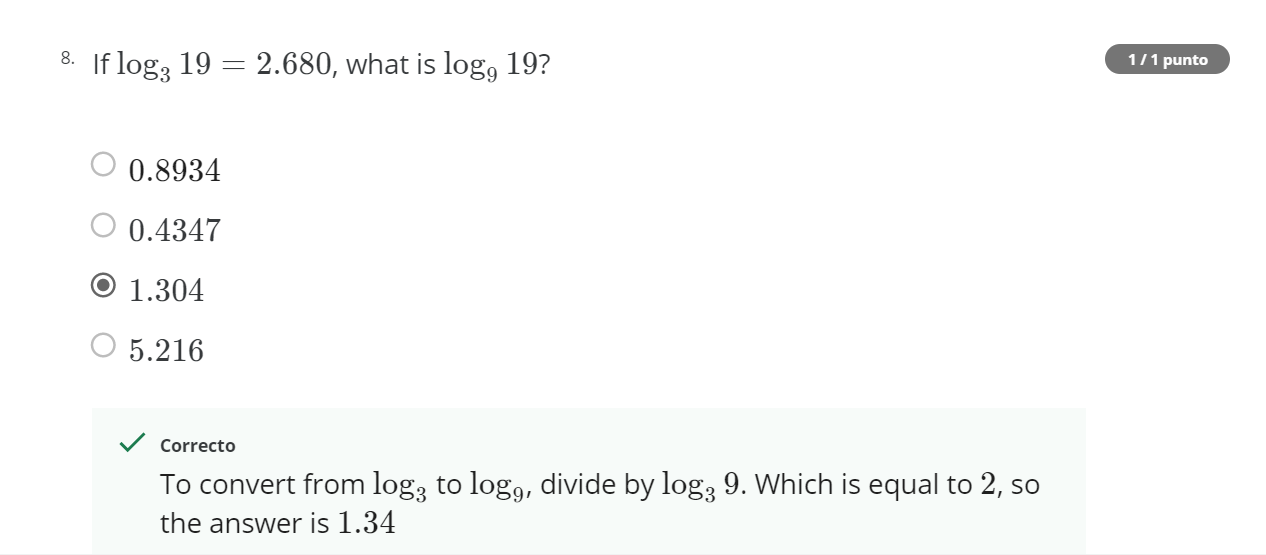 8. If log₃ 19 = 2.680, what is log₉ 19?
1 / 1 punto
0.8934
0.4347
1.304
5.216
Correcto
To convert from log₃ to log₉, divide by log₃ 9. Which is equal to 2, so
the answer is 1.34